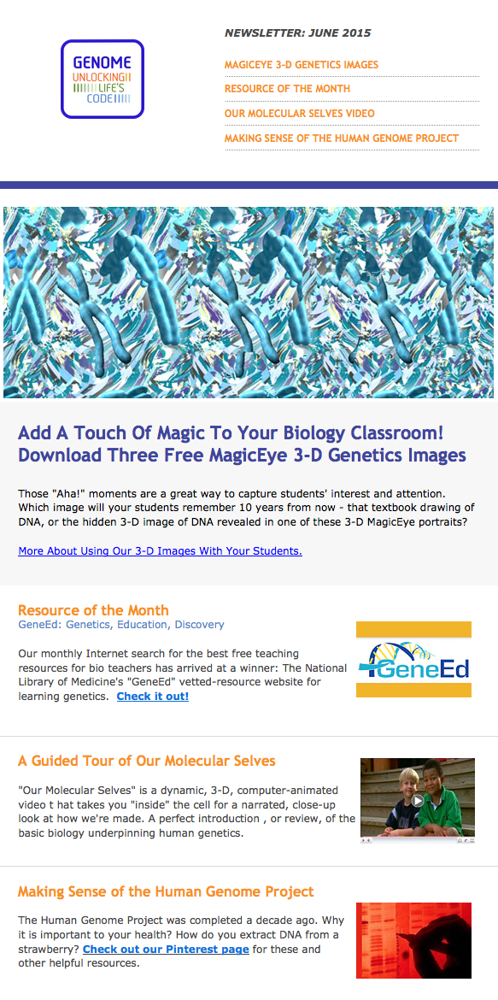 GENOME
UNLOCKING
LIFE'S
CODE
NEWSLETTER: JUNE 2015
MAGICEYE 3-D GENETICS IMAGES
RESOURCE OF THE MONTH
OUR MOLECULAR SELVES VIDEO
MAKING SENSE OF THE HUMAN GENOME PROJECT
Add A Touch Of Magic To Your Biology Classroom!
Download Three Free MagicEye 3-D Genetics Images
Those "Aha!" moments are a great way to capture students' interest and attention.
Which image will your students remember 10 years from now - that textbook drawing of
DNA, or the hidden 3-D image of DNA revealed in one of these 3-D MagicEye portraits?
More About Using Our 3-D Images With Your Students.
Resource of the Month
GeneEd: Genetics, Education, Discovery
Our monthly Internet search for the best free teaching
resources for bio teachers has arrived at a winner: The National
Library of Medicine's "GeneEd" vetted-resource website for
learning genetics. Check it out!
GeneEd
A Guided Tour of Our Molecular Selves
"Our Molecular Selves" is a dynamic, 3-D, computer-animated
video t hat takes you "inside" the cell for a narrated, close-up
look at how we're made. A perfect introduction , or review, of the
basic biology underpinning human genetics.
Making Sense of the Human Genome Project
The Human Genome Project was completed a decade ago. Why
it is important to your health? How do you extract DNA from a
strawberry? Check out our Pinterest page for these and
other helpful resources.